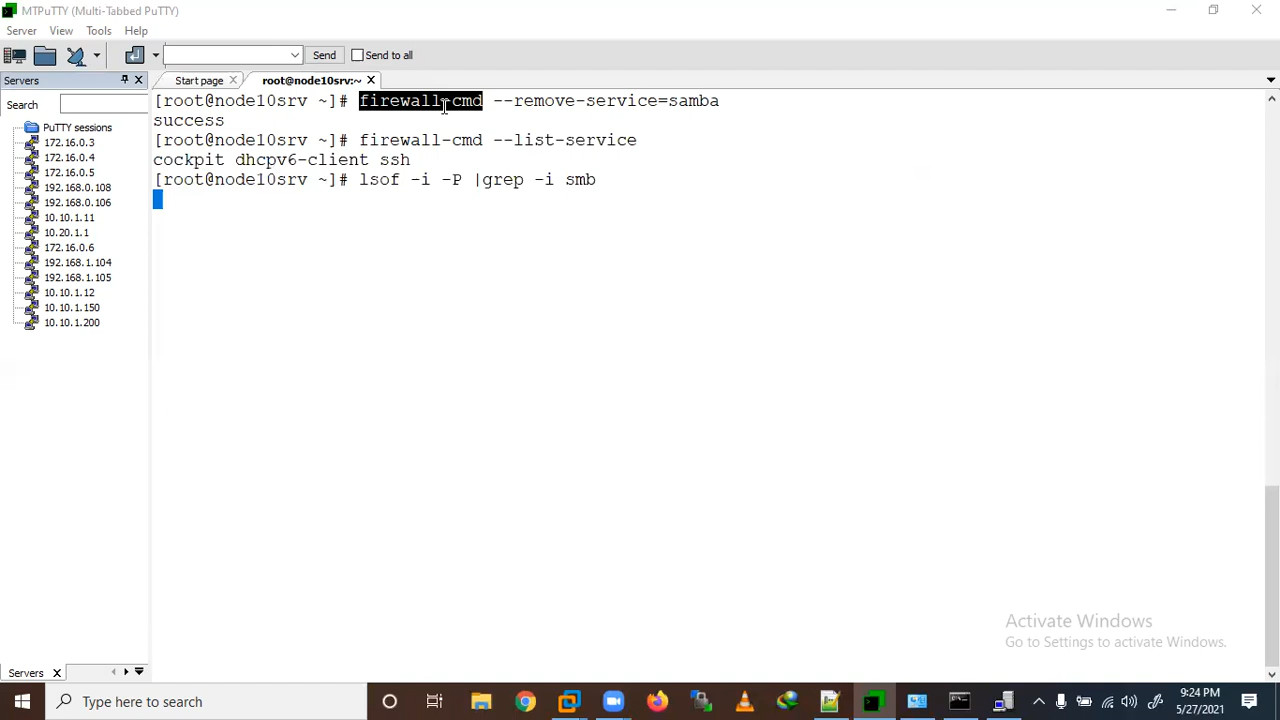 MTPuTTY (Multi-Tabbed PuTTY)
Server View Tools Help
Send Send to all
Servers
Start page root@node10srv:~
Search
PuTTY sessions
172.16.0.3
172.16.0.4
172.16.0.5
192.168.0.108
192.168.0.106
10.10.1.11
10.20.1.1
172.16.0.6
192.168.1.104
192.168.1.105
10.10.1.12
10.10.1.150
10.10.1.200
[root@node10srv ~]# firewall-cmd --remove-service=samba
success
[root@node10srv ~]# firewall-cmd --list-service
cockpit dhcpv6-client ssh
[root@node10srv ~]# lsof -i -P |grep -i smb
Activate Windows
Go to Settings to activate Windows.
Servers
Type here to search
9:24 PM
5/27/2021